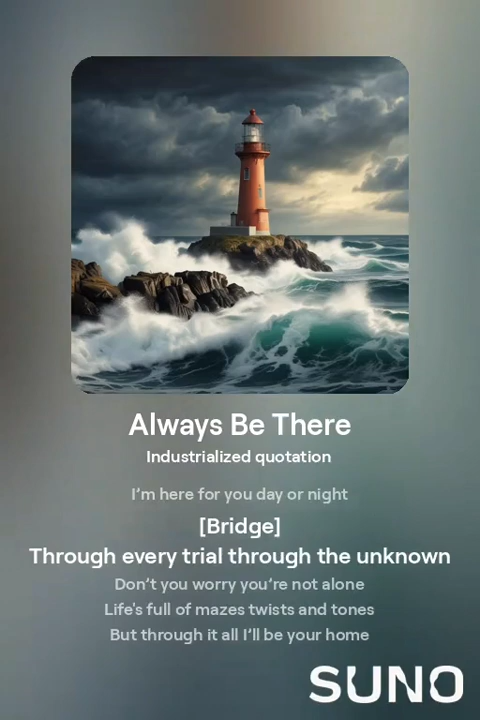 Always Be There
Industrialized quotation
I’m here for you day or night
[Bridge]
Through every trial through the unknown
Don’t you worry you’re not alone
Life's full of mazes twists and tones
But through it all I’ll be your home
SUNO